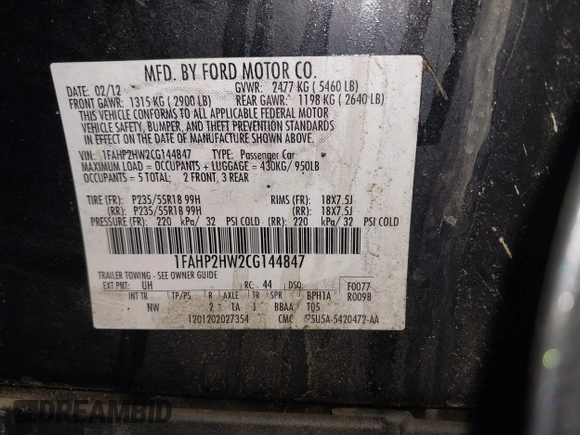 MFD. BY FORD MOTOR CO.
DATE: 02/12 GVWR: 2477 KG ( 5460 LB)
FRONT GAWR: 1315 KG ( 2900 LB) REAR GAWR: 1198 KG ( 2640 LB)
THIS VEHICLE CONFORMS TO ALL APPLICABLE FEDERAL MOTOR
VEHICLE SAFETY, BUMPER, AND THEFT PREVENTION STANDARDS
IN EFFECT ON THE DATE OF MANUFACTURE SHOWN ABOVE.
VIN: 1FAHP2HW2CG144847 TYPE: Passenger Car
MAXIMUM LOAD = OCCUPANTS + LUGGAGE = 430KG/ 950LB
OCCUPANTS = 5 TOTAL, 2 FRONT, 3 REAR
TIRE (FR): P235/55R18 99H RIMS (FR): 18X7.5J
(RR): P235/55R18 99H (RR): 18X7.5J
PRESSURE (FR): 220 kPa/ 32 PSI COLD (RR): 220 kPa/ 32 PSI COLD
1FAHP2HW2CG144847
TRAILER TOWING - SEE OWNER GUIDE
EXT PNT: UH RC: 44 DSO: F0077
INT TR TP/PS R AXLE TR SPR BPH1A R0098
NW 2 1A J BBAA T05
1201202027354 CMC 5U5A-5420472-AA
DREAMBID